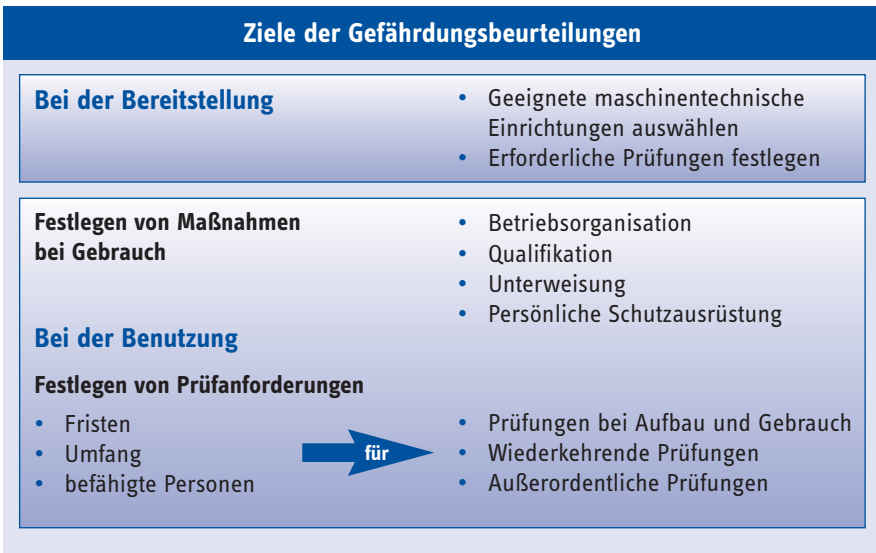 Ziele der Gefährdungsbeurteilungen
Bei der Bereitstellung
• Geeignete maschinentechnische
Einrichtungen auswählen
• Erforderliche Prüfungen festlegen
Festlegen von Maßnahmen
bei Gebrauch
• Betriebsorganisation
• Qualifikation
• Unterweisung
• Persönliche Schutzausrüstung
Bei der Benutzung
Festlegen von Prüfanforderungen
• Fristen
• Umfang
• befähigte Personen
für
• Prüfungen bei Aufbau und Gebrauch
• Wiederkehrende Prüfungen
• Außerordentliche Prüfungen